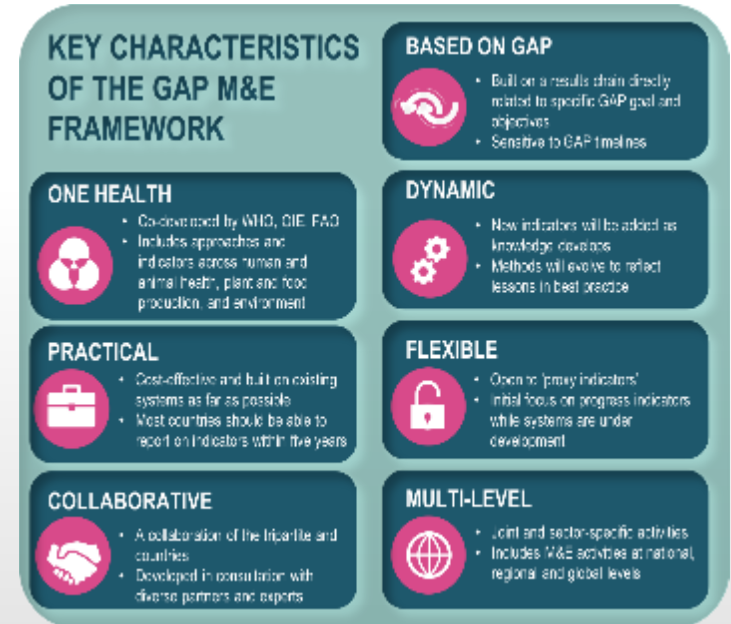 KEY CHARACTERISTICS
OF THE GAP M&E
FRAMEWORK
BASED ON GAP
• Built on a results chain directly
related to specific GAP goal and
objectives
• Sensitive to GAP timelines
ONE HEALTH
• Co-developed by WHO, OIE, FAO
• Includes approaches and
indicators across human and
animal health, plant and food
production, and environment
DYNAMIC
• New indicators will be added as
knowledge develops
• Methods will evolve to reflect
lessons in best practice
PRACTICAL
• Cost-effective and built on existing
systems as far as possible
• Most countries should be able to
report on indicators within five years
FLEXIBLE
• Open to 'proxy indicators'
• Initial focus on progress indicators
while systems are under
development
COLLABORATIVE
• A collaboration of the tripartite and
countries
• Developed in consultation with
diverse partners and experts
MULTI-LEVEL
• Joint and sector-specific activities
• Includes M&E activities at national,
regional and global levels